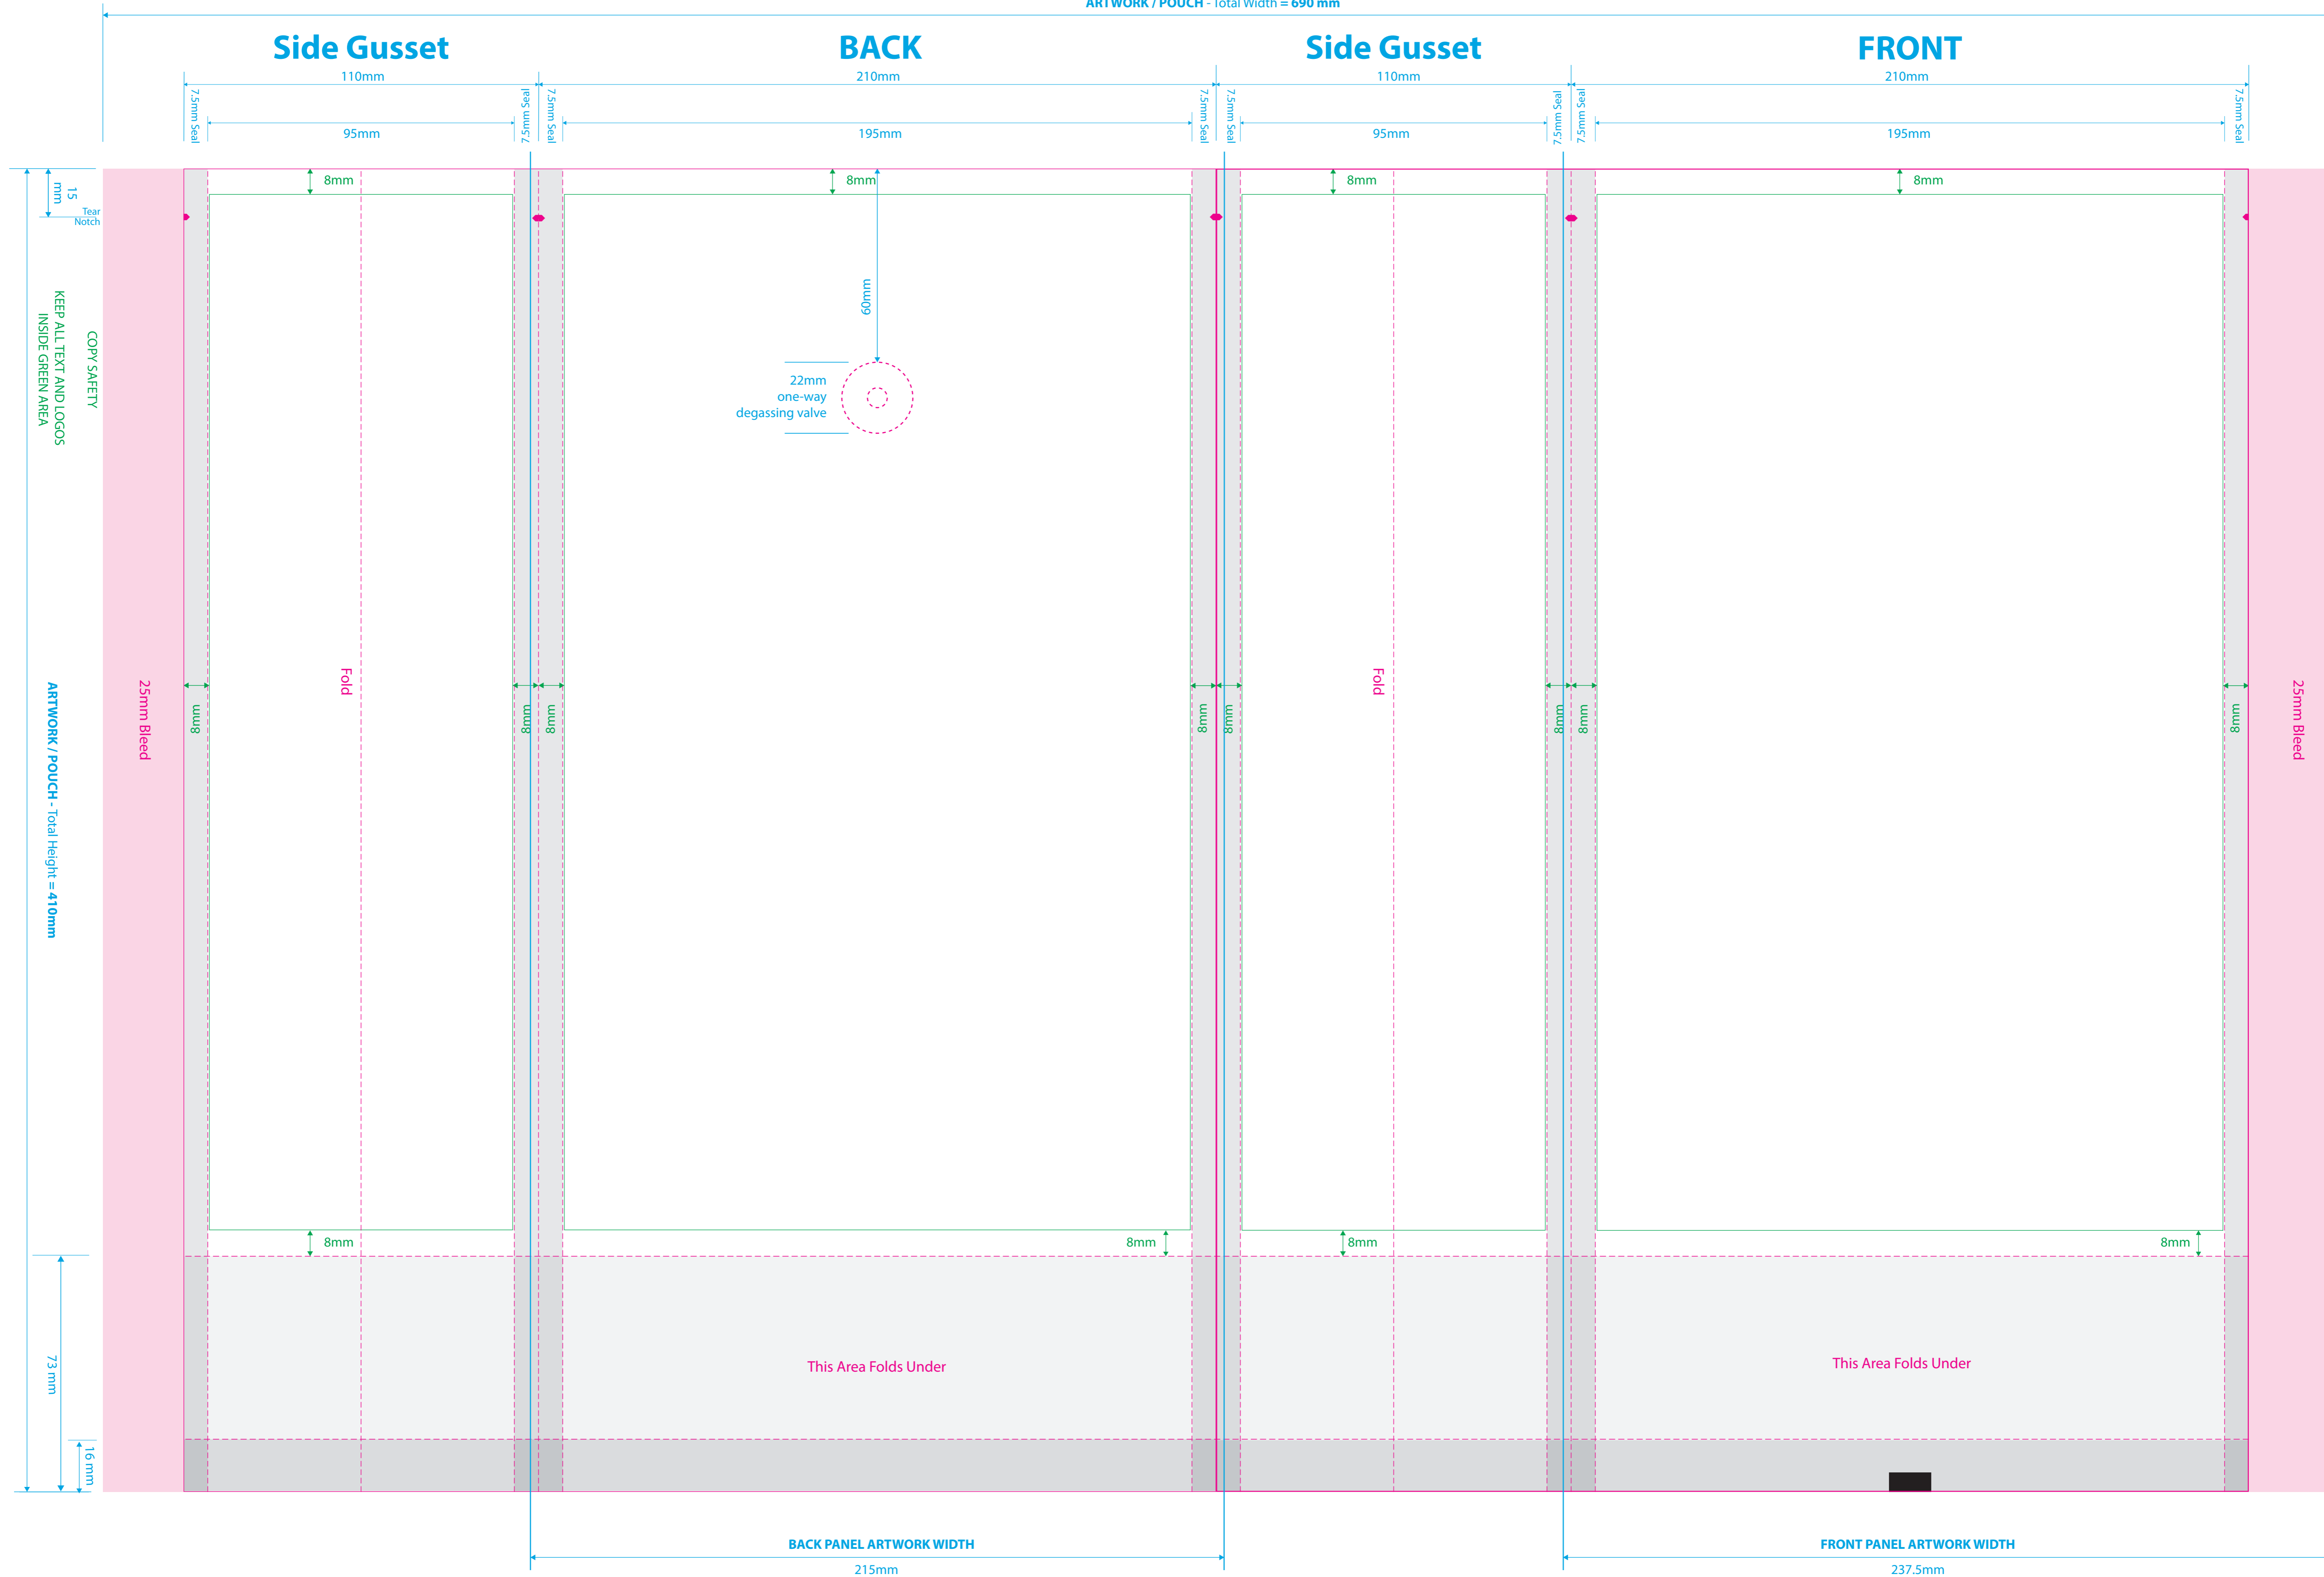 ARTWORK / POUCH - Total Width = 690 mm
Side Gusset
BACK
Side Gusset
FRONT
110mm
210mm
110mm
210mm
7.5mm Seal
7.5mm Seal
7.5mm Seal
7.5mm Seal
7.5mm Seal
7.5mm Seal
7.5mm Seal
7.5mm Seal
95mm
195mm
95mm
195mm
15
mm
Tear
Notch
8mm
8mm
8mm
8mm
COPY SAFETY
KEEP ALL TEXT AND LOGOS
INSIDE GREEN AREA
60mm
22mm
one-way
degassing valve
25mm Bleed
Fold
Fold
25mm Bleed
8mm
8mm
8mm
8mm
8mm
8mm
8mm
8mm
ARTWORK / POUCH - Total Height = 410mm
8mm
8mm
8mm
8mm
73 mm
This Area Folds Under
This Area Folds Under
16 mm
BACK PANEL ARTWORK WIDTH
215mm
FRONT PANEL ARTWORK WIDTH
237.5mm